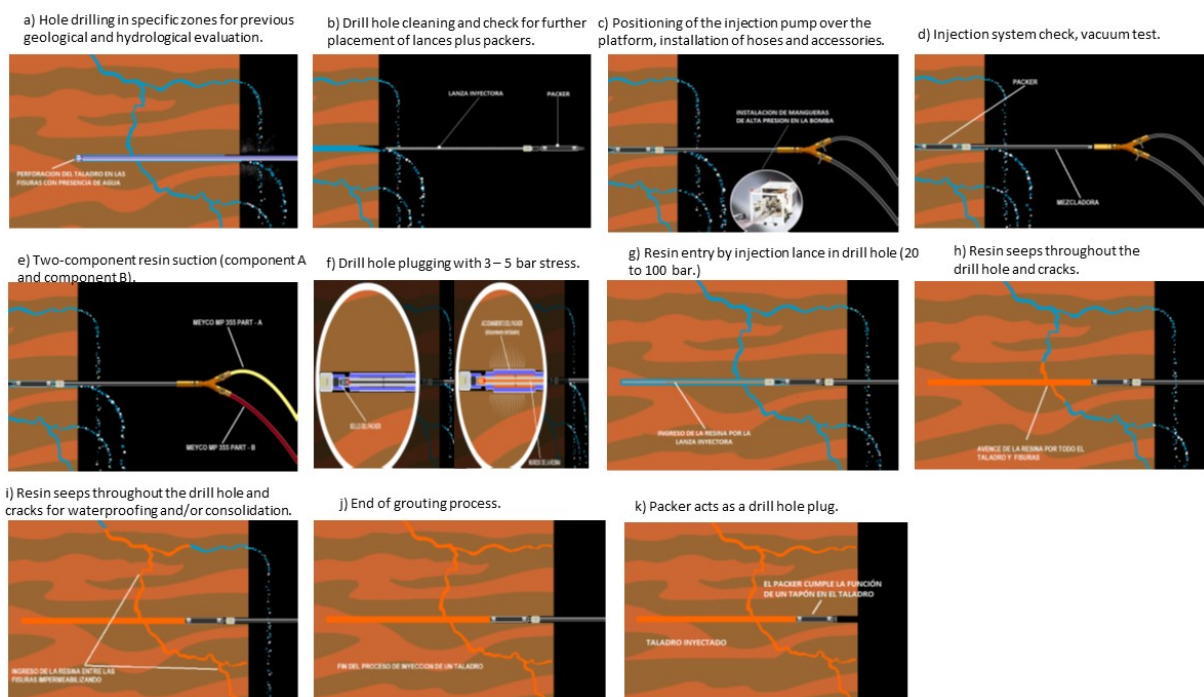 a) Hole drilling in specific zones for previous
geological and hydrological evaluation.
PERFORACION DEL TALADRO EN LAS
FISURAS CON PRESENCIA DE AGUA
b) Drill hole cleaning and check for further
placement of lances plus packers.
LANZA INYECTORA
PACKER
c) Positioning of the injection pump over the
platform, installation of hoses and accessories.
INSTALACION DE MANGUERAS
DE ALTA PRESION EN LA BOMBA
d) Injection system check, vacuum test.
PACKER
MEZCLADORA
e) Two-component resin suction (component A
and component B).
MEYCO MP 355 PART - A
MEYCO MP 355 PART - B
f) Drill hole plugging with 3 – 5 bar stress.
g) Resin entry by injection lance in drill hole (20
to 100 bar.)
INGRESO DE LA RESINA POR LA
LANZA INYECTORA
h) Resin seeps throughout the
drill hole and cracks.
AVENCE DE LA RESINA POR TODO EL
TALADRO Y FISURAS
i) Resin seeps throughout the drill hole and
cracks for waterproofing and/or consolidation.
INGRESO DE LA RESINA ENTRE LAS
FISURAS IMPERMEABILIZANDO
j) End of grouting process.
FIN DEL PROCESO DE INYECCION DE UN TALADRO
k) Packer acts as a drill hole plug.
EL PACKER CUMPLE LA FUNCIÓN
DE UN TAPÓN EN EL TALADRO
TALADRO INYECTADO